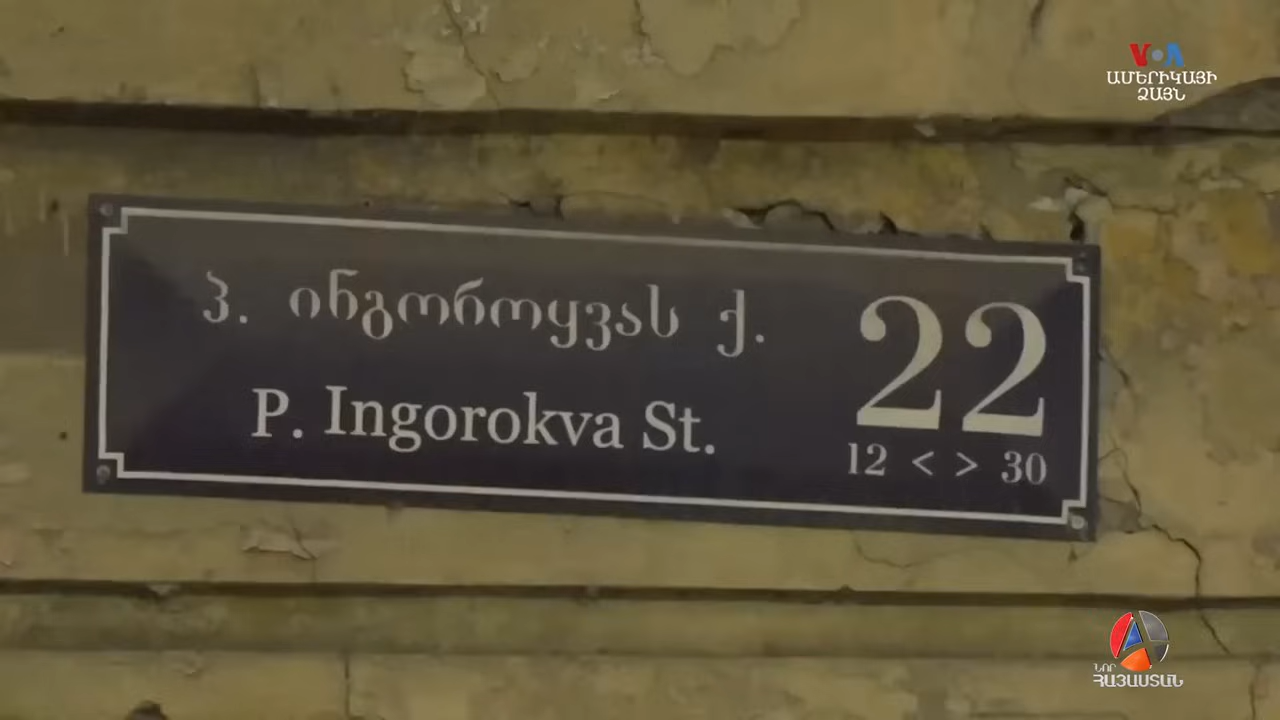 VOA
ԱՄԵՐԻԿԱՅԻ
ՁԱՅՆ
პ. ინგოროყვას ქ.
P. Ingorokva St.
22
12 < > 30
ՆՈՐ
ՀԱՅԱՍՏԱՆ